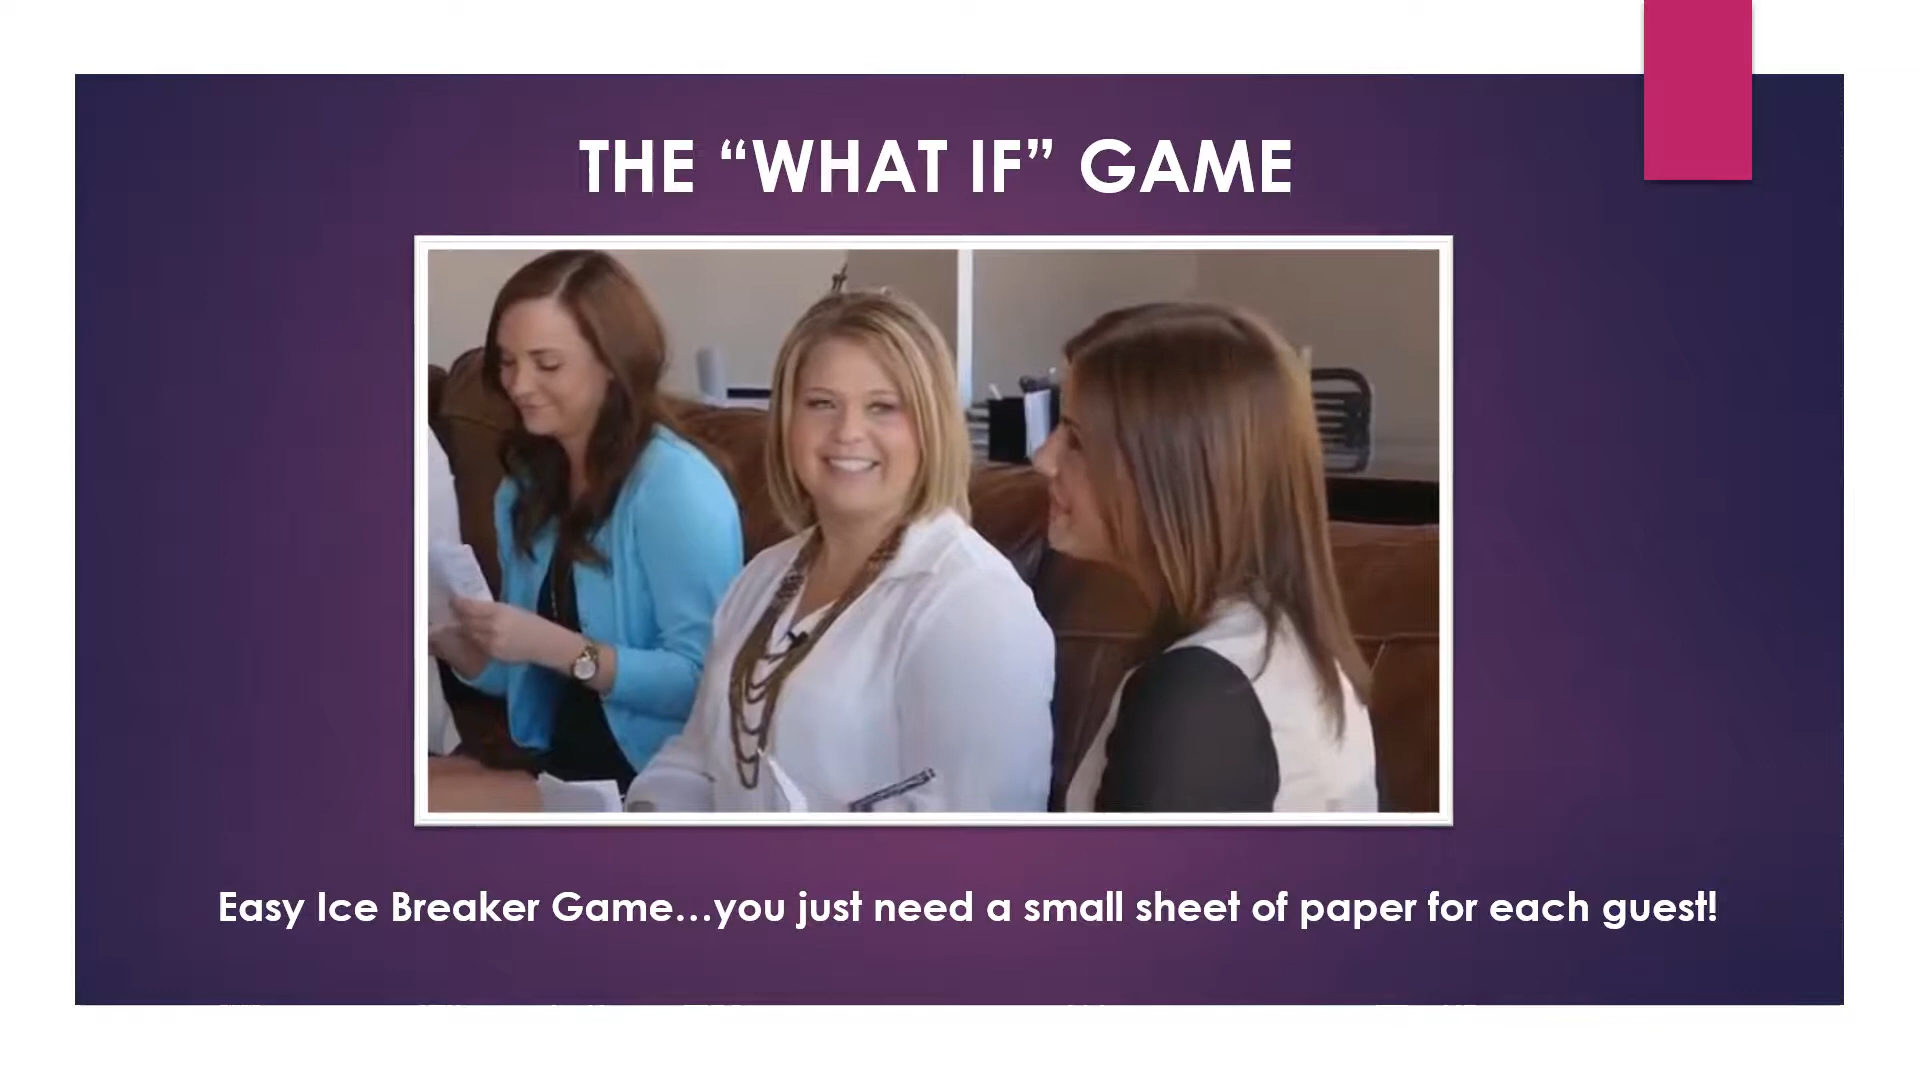 THE “WHAT IF” GAME
Easy Ice Breaker Game…you just need a small sheet of paper for each guest!